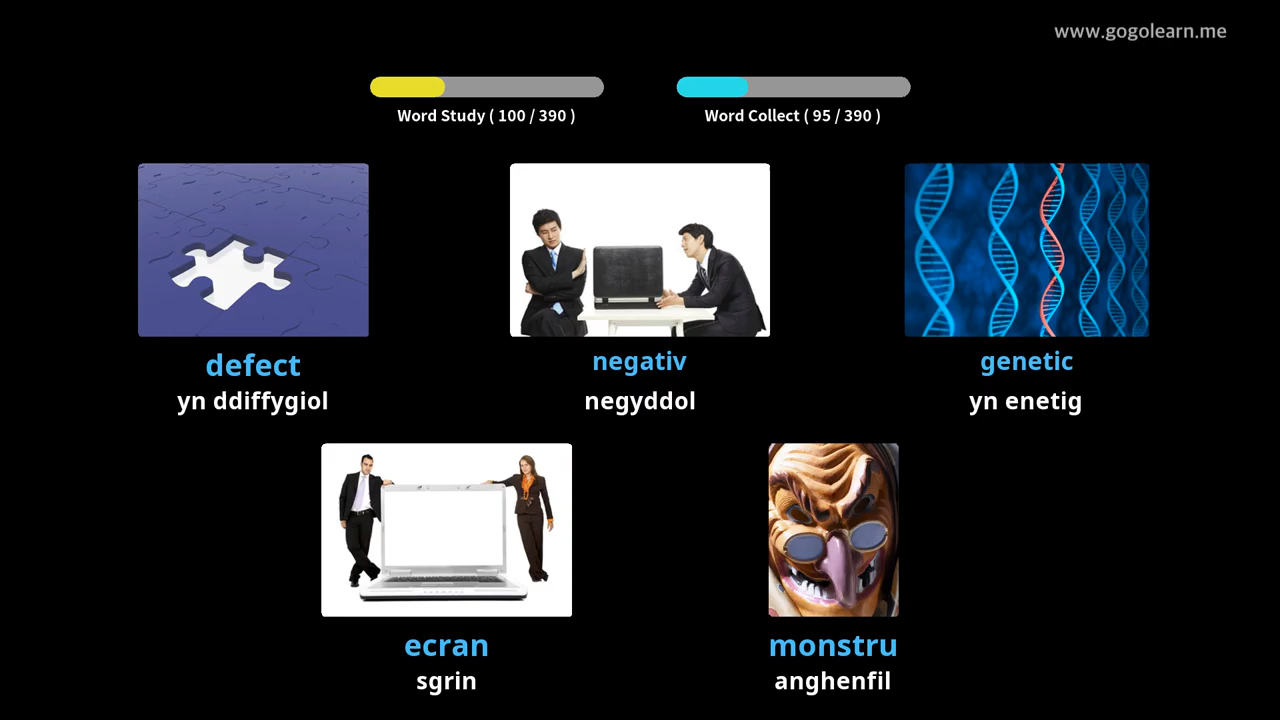 www.gogolearn.me
Word Study ( 100 / 390 )
Word Collect ( 95 / 390 )
defect
yn ddiffygiol
negativ
negyddol
genetic
yn enetig
ecran
sgrin
monstru
anghenfil